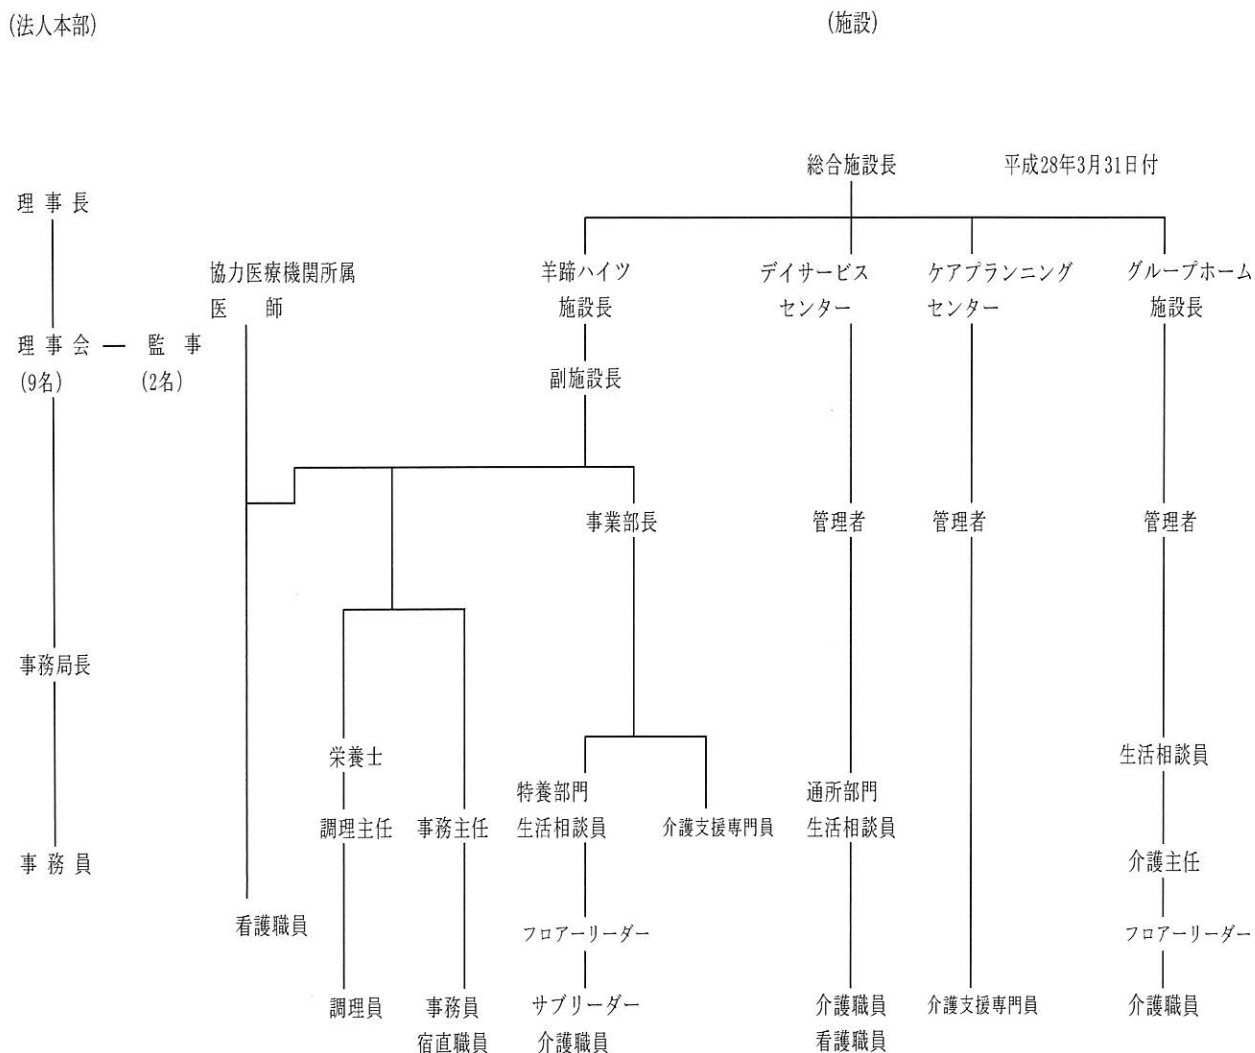 (法人本部)
(施設)
総合施設長
平成28年3月31日付
理事長
協力医療機関所属
医師
羊蹄ハイツ
施設長
デイサービス
センター
ケアプランニング
センター
グループホーム
施設長
理事会 ― 監事
(9名) (2名)
副施設長
事業部長
管理者
管理者
管理者
事務局長
栄養士
生活相談員
特養部門
生活相談員
通所部門
生活相談員
調理主任
事務主任
介護支援専門員
事務員
介護主任
看護職員
フロアーリーダー
フロアーリーダー
調理員
事務員
宿直職員
サブリーダー
介護職員
介護職員
看護職員
介護支援専門員
介護職員